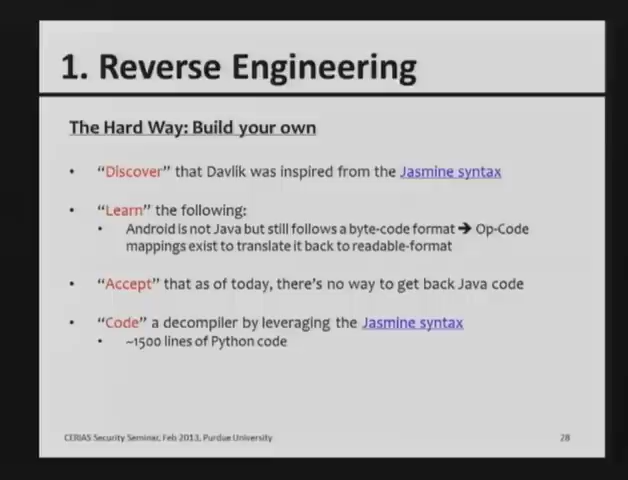 1. Reverse Engineering
The Hard Way: Build your own
• “Discover” that Davlik was inspired from the Jasmine syntax
• “Learn” the following:
• Android is not Java but still follows a byte-code format ➔ Op-Code
mappings exist to translate it back to readable-format
• “Accept” that as of today, there's no way to get back Java code
• “Code” a decompiler by leveraging the Jasmine syntax
• ~1500 lines of Python code
CERIAS Security Seminar, Feb 2013, Purdue University
28